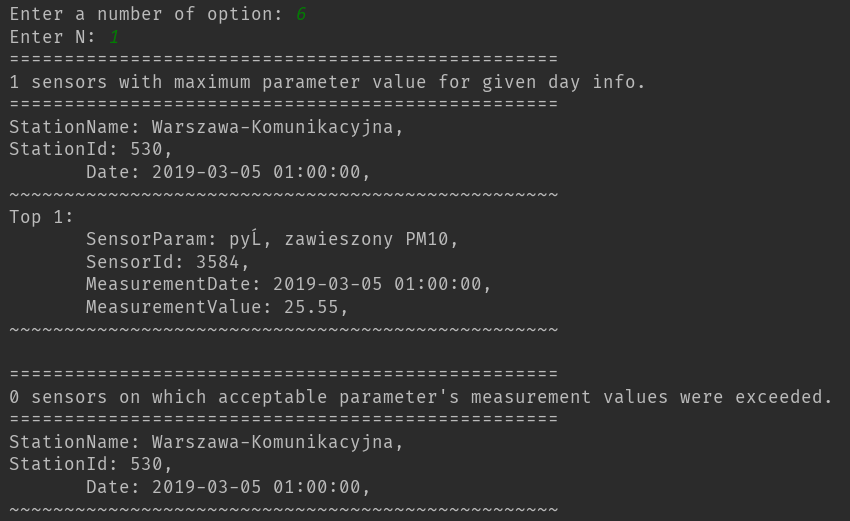 Enter a number of option: 6
Enter N: 1
==================================================
1 sensors with maximum parameter value for given day info.
==================================================
StationName: Warszawa-Komunikacyjna,
StationId: 530,
Date: 2019-03-05 01:00:00,
~~~~~~~~~~~~~~~~~~~~~~~~~~~~~~~~~~~~~~~~~~~~~~~~~~
Top 1:
SensorParam: pyĹ‚ zawieszony PM10,
SensorId: 3584,
MeasurementDate: 2019-03-05 01:00:00,
MeasurementValue: 25.55,
~~~~~~~~~~~~~~~~~~~~~~~~~~~~~~~~~~~~~~~~~~~~~~~~~~
==================================================
0 sensors on which acceptable parameter's measurement values were exceeded.
==================================================
StationName: Warszawa-Komunikacyjna,
StationId: 530,
Date: 2019-03-05 01:00:00,
~~~~~~~~~~~~~~~~~~~~~~~~~~~~~~~~~~~~~~~~~~~~~~~~~~